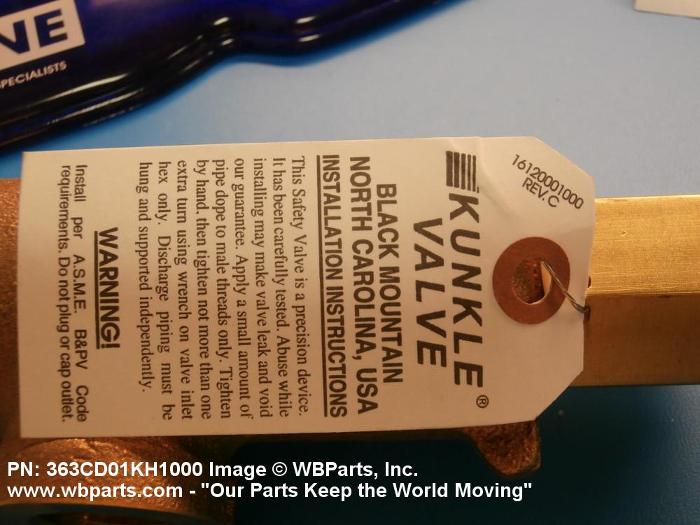 VE
SPECIALISTS
16120001000
REV. C
KUNKLE®
VALVE
BLACK MOUNTAIN
NORTH CAROLINA, USA
INSTALLATION INSTRUCTIONS
This Safety Valve is a precision device.
It has been carefully tested. Abuse while
installing may make valve leak and void
our guarantee. Apply a small amount of
pipe dope to male threads only. Tighten
by hand. then tighten not more than one
extra turn using wrench on valve inlet
hex only. Discharge piping must be
hung and supported independently.
WARNING!
Install per A.S.M.E. B&PV Code
requirements. Do not plug or cap outlet.
PN: 363CD01KH1000 Image © WBParts, Inc.
www.wbparts.com - "Our Parts Keep the World Moving"